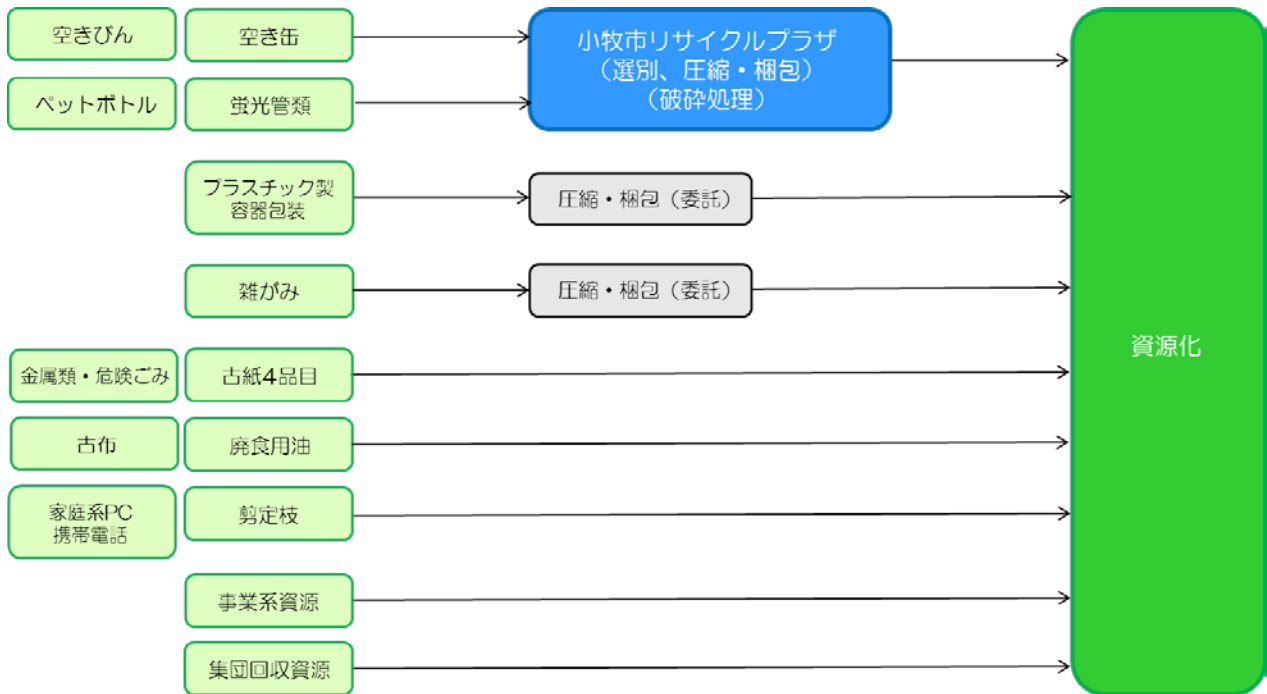 空きびん
空き缶
小牧市リサイクルプラザ
（選別、圧縮・梱包）
（破砕処理）
ペットボトル
蛍光管類
プラスチック製
容器包装
圧縮・梱包（委託）
雑がみ
圧縮・梱包（委託）
資源化
金属類・危険ごみ
古紙4品目
古布
廃食用油
家庭系PC
携帯電話
剪定枝
事業系資源
集団回収資源